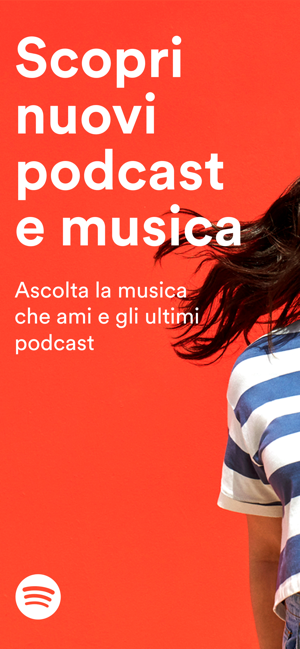 Scopri
nuovi
podcast
e musica
Ascolta la musica
che ami e gli ultimi
podcast